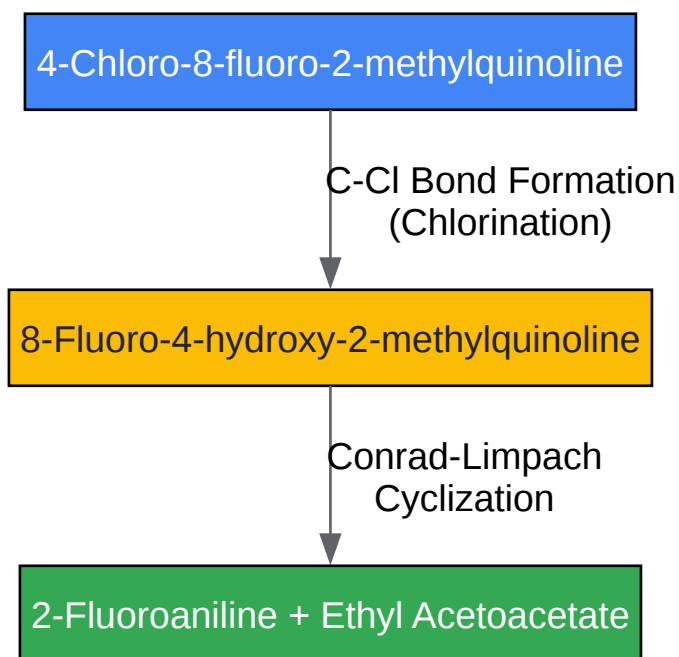 4-Chloro-8-fluoro-2-methylquinoline
C-Cl Bond Formation
(Chlorination)
8-Fluoro-4-hydroxy-2-methylquinoline
Conrad-Limpach
Cyclization
2-Fluoroaniline + Ethyl Acetoacetate